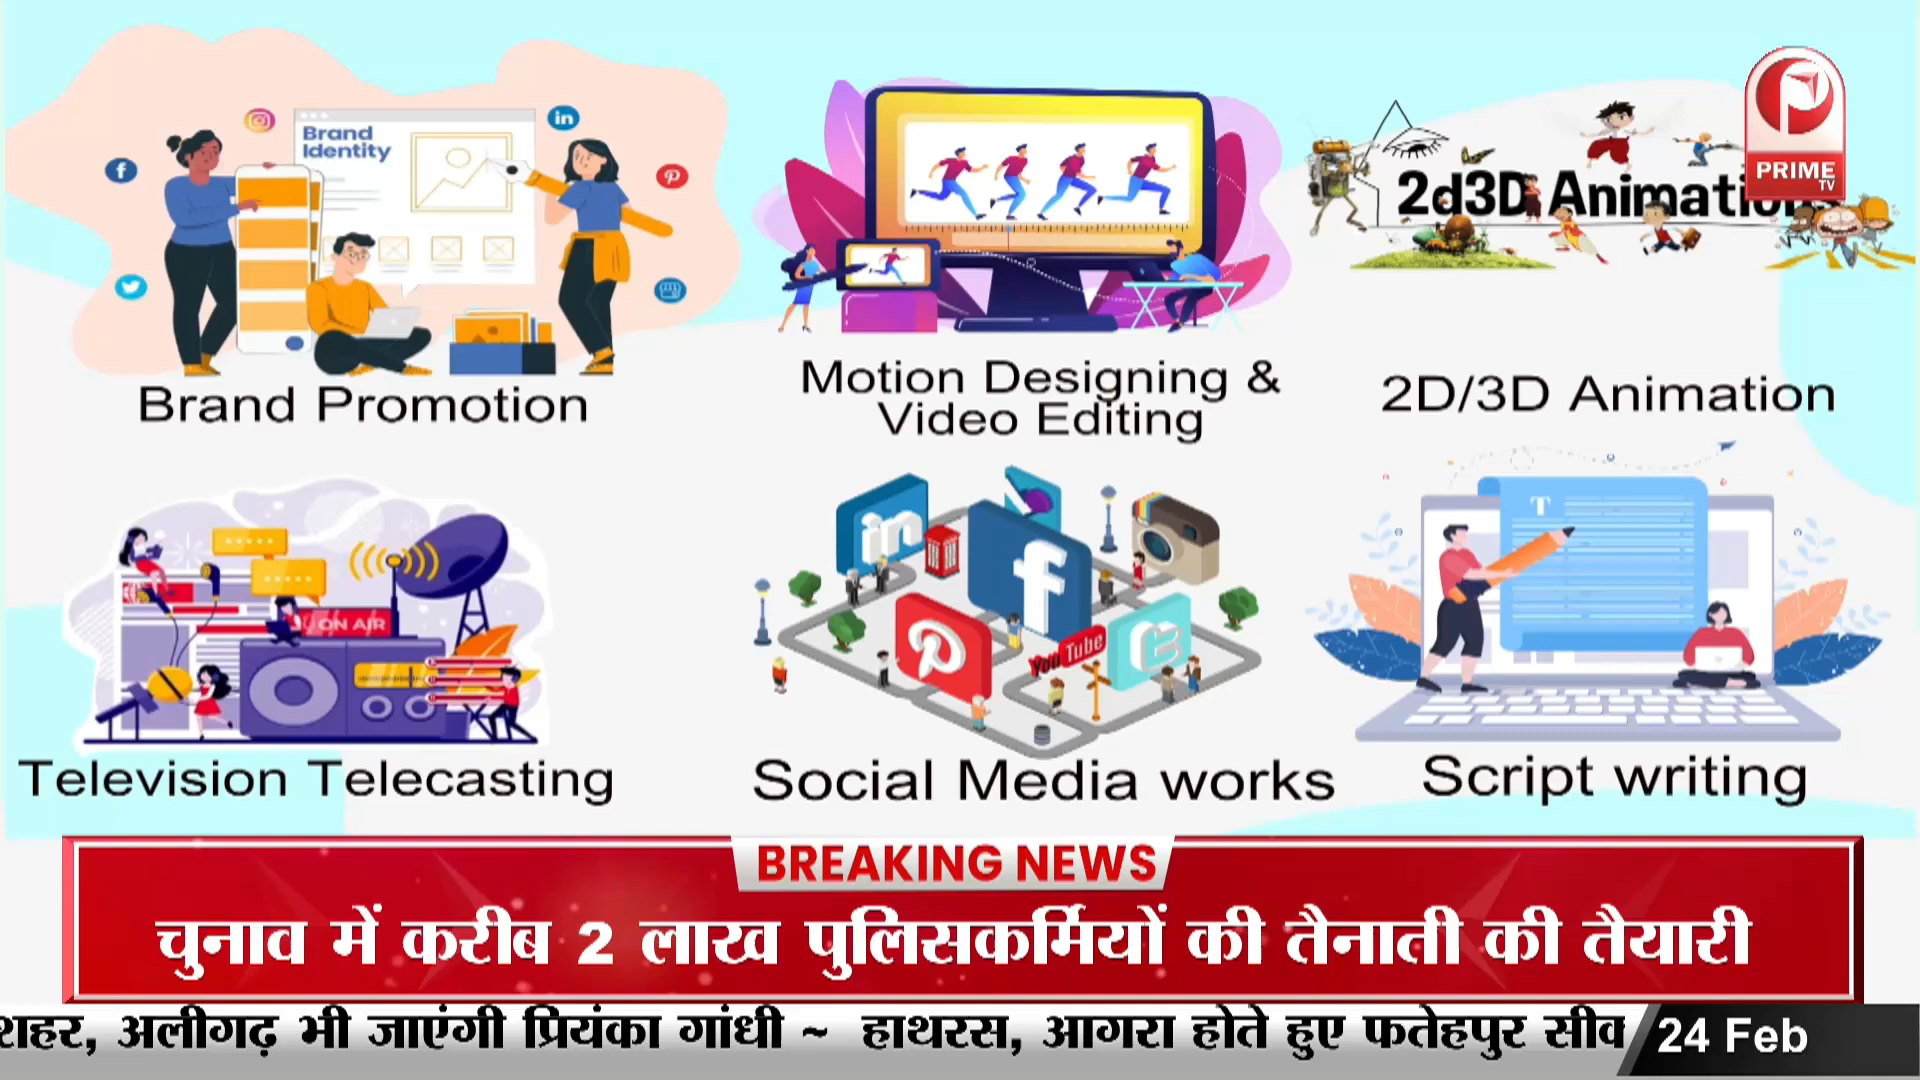 Brand
Identity
2d3D Animati
PRIME
TV
Brand Promotion
Motion Designing &
Video Editing
2D/3D Animation
T
ON AIR
in
You Tube
Television Telecasting
Social Media works
Script writing
BREAKING NEWS
चुनाव में करीब 2 लाख पुलिसकर्मियों की तैनाती की तैयारी
शहर, अलीगढ़ भी जाएंगी प्रियंका गांधी ~ हाथरस, आगरा होते हुए फतेहपुर सीक
24 Feb